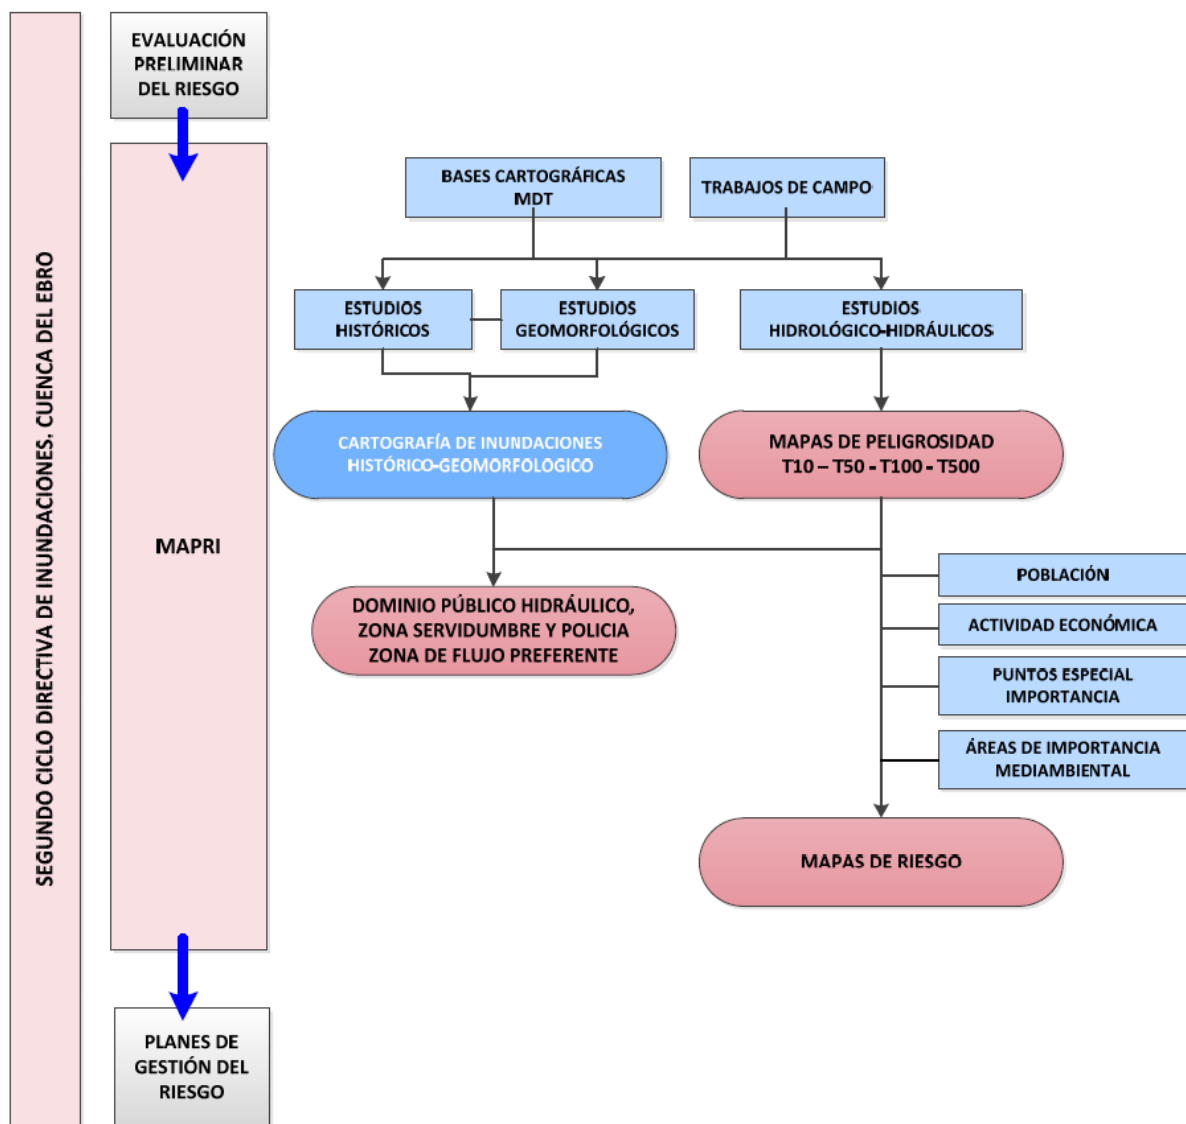 SEGUNDO CICLO DIRECTIVA DE INUNDACIONES. CUENCA DEL EBRO
EVALUACIÓN
PRELIMINAR
DEL RIESGO
MAPRI
PLANES DE
GESTIÓN DEL
RIESGO
BASES CARTOGRÁFICAS
MDT
TRABAJOS DE CAMPO
ESTUDIOS
HISTÓRICOS
ESTUDIOS
GEOMORFOLÓGICOS
ESTUDIOS
HIDROLÓGICO-HIDRÁULICOS
CARTOGRAFÍA DE INUNDACIONES
HISTÓRICO-GEOMORFOLOGICO
MAPAS DE PELIGROSIDAD
T10 – T50 - T100 - T500
DOMINIO PÚBLICO HIDRÁULICO,
ZONA SERVIDUMBRE Y POLICIA
ZONA DE FLUJO PREFERENTE
POBLACIÓN
ACTIVIDAD ECONÓMICA
PUNTOS ESPECIAL
IMPORTANCIA
ÁREAS DE IMPORTANCIA
MEDIAMBIENTAL
MAPAS DE RIESGO